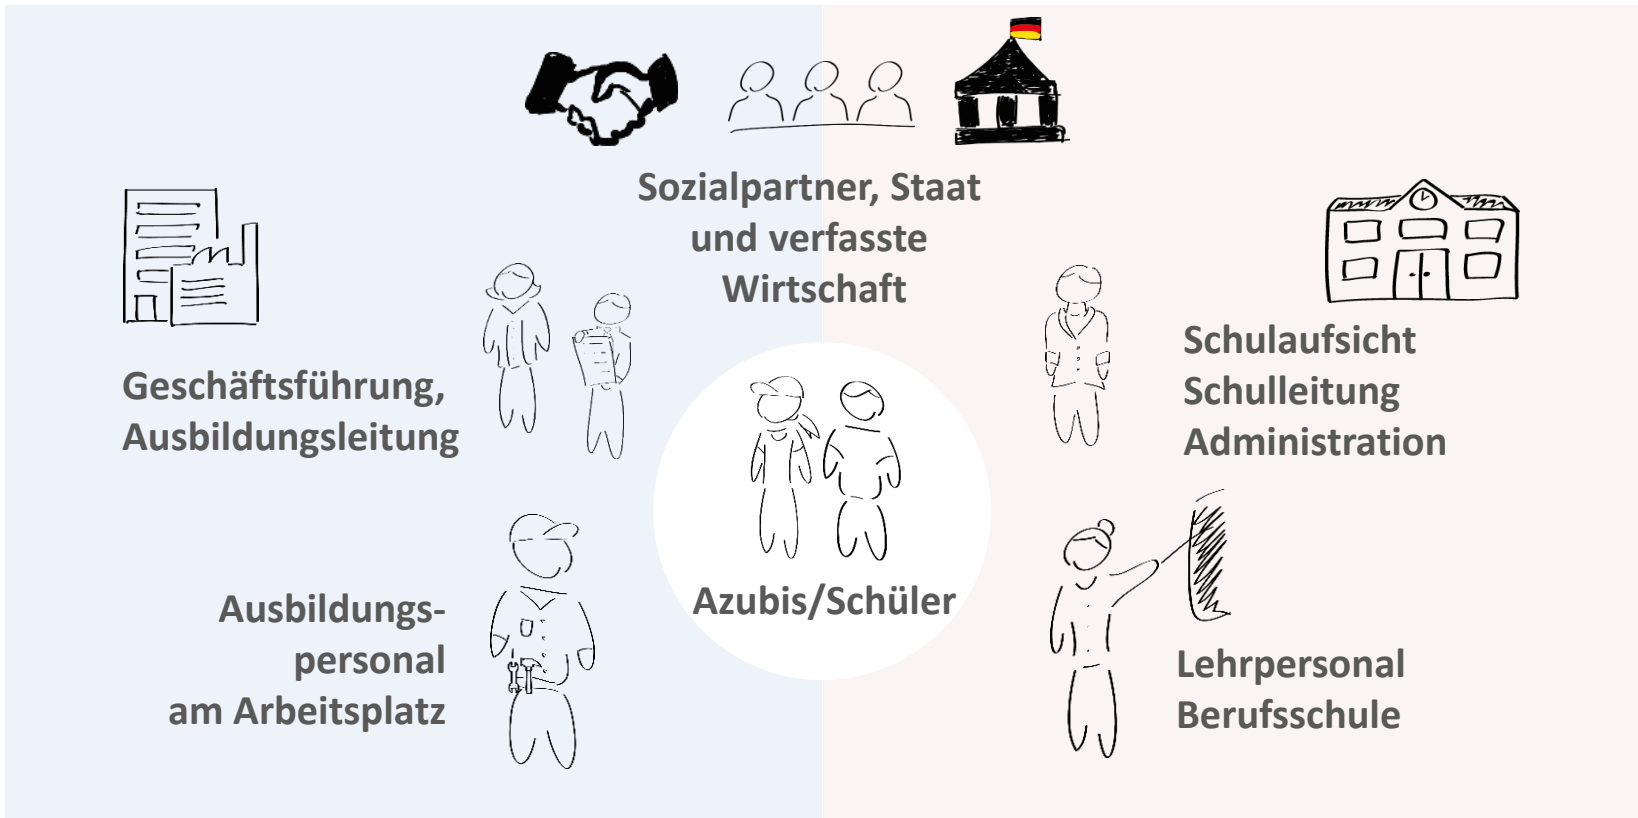 Sozialpartner, Staat
und verfasste
Wirtschaft
Geschäftsführung,
Ausbildungsleitung
Schulaufsicht
Schulleitung
Administration
Azubis/Schüler
Ausbildungs-
personal
am Arbeitsplatz
Lehrpersonal
Berufsschule